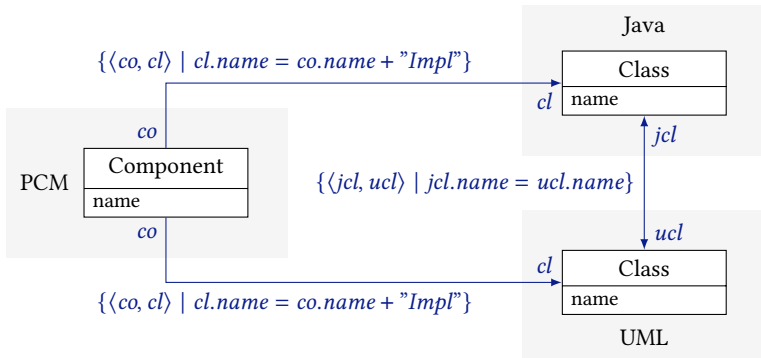 Java
{⟨co, cl⟩ | cl.name = co.name + ”Impl”}
Class
cl
name
co
jcl
PCM
Component
name
{⟨jcl, ucl⟩ | jcl.name = ucl.name}
co
ucl
cl
Class
{⟨co, cl⟩ | cl.name = co.name + ”Impl”}
name
UML